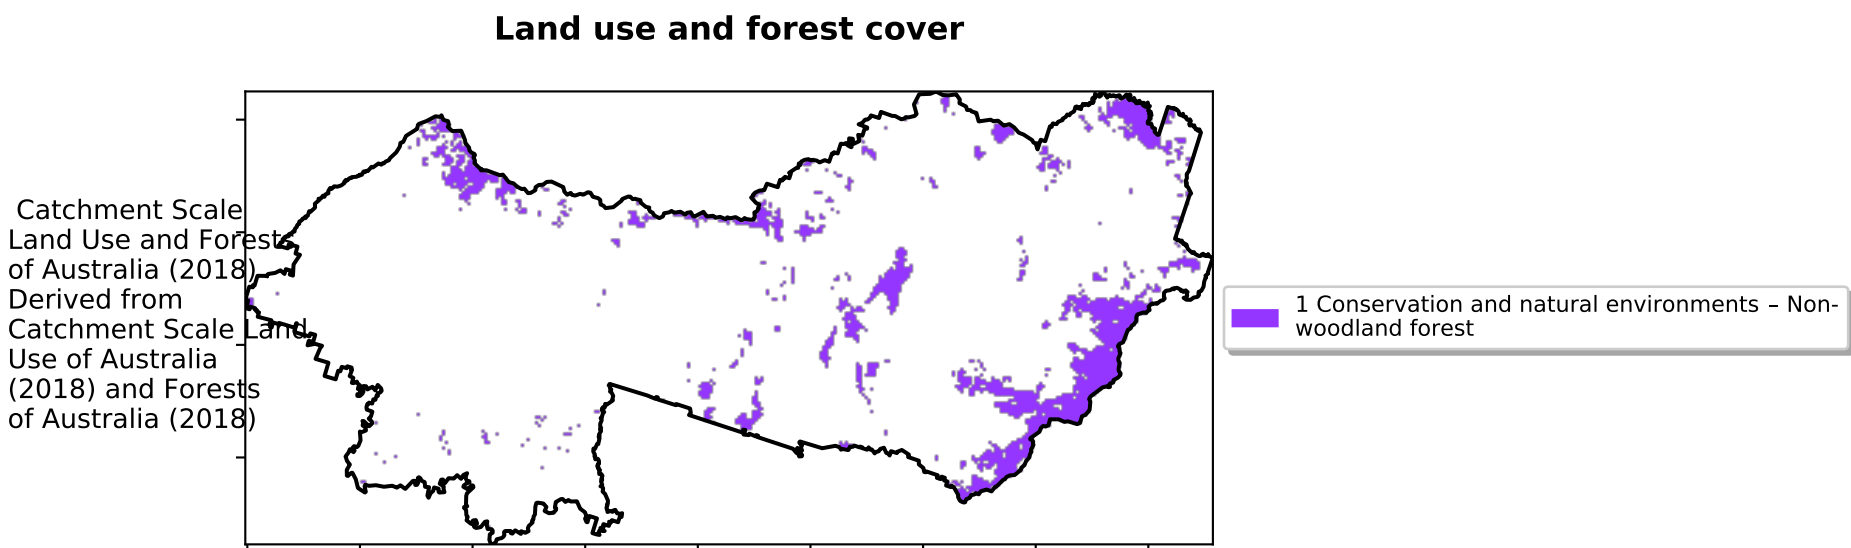 Land use and forest cover
Catchment Scale
Land Use and Forests
of Australia (2018)
Derived from
Catchment Scale Land
Use of Australia
(2018) and Forests
of Australia (2018)
1 Conservation and natural environments – Non-
woodland forest